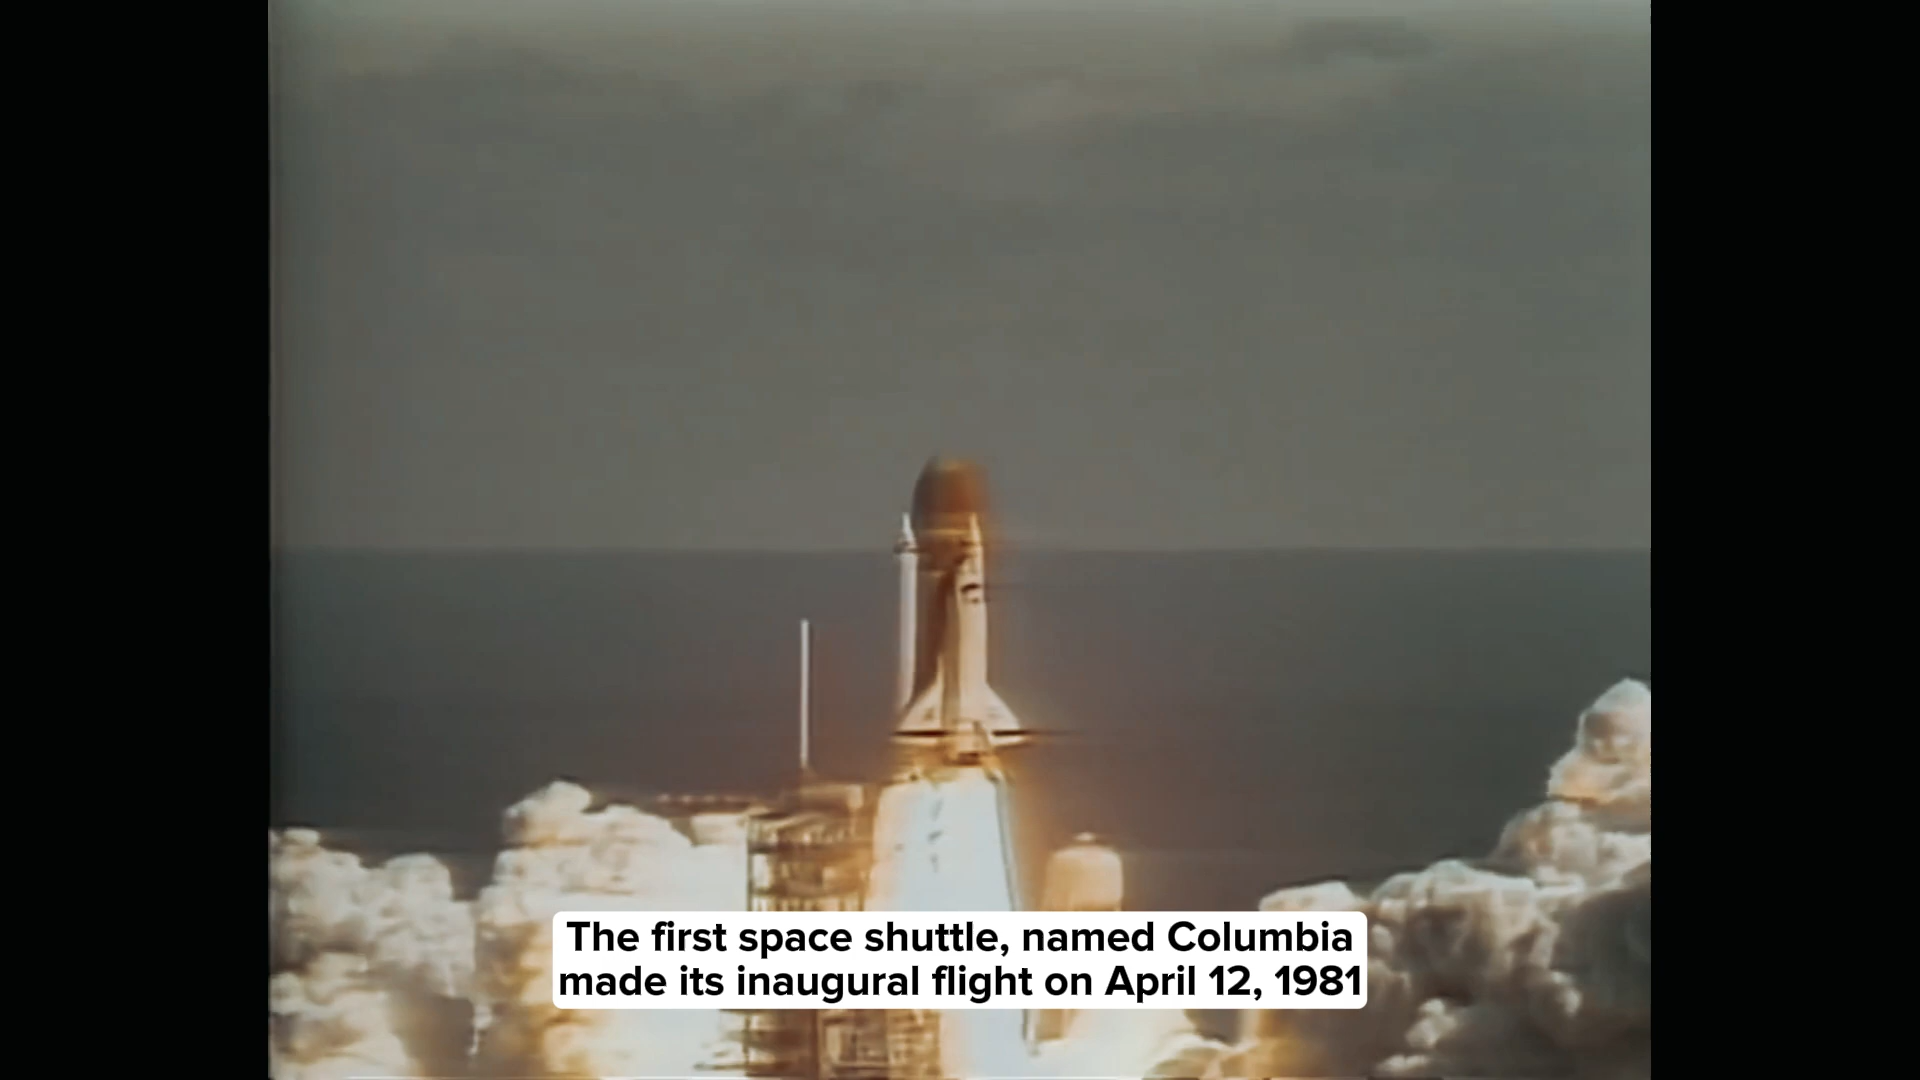 The first space shuttle, named Columbia
made its inaugural flight on April 12, 1981